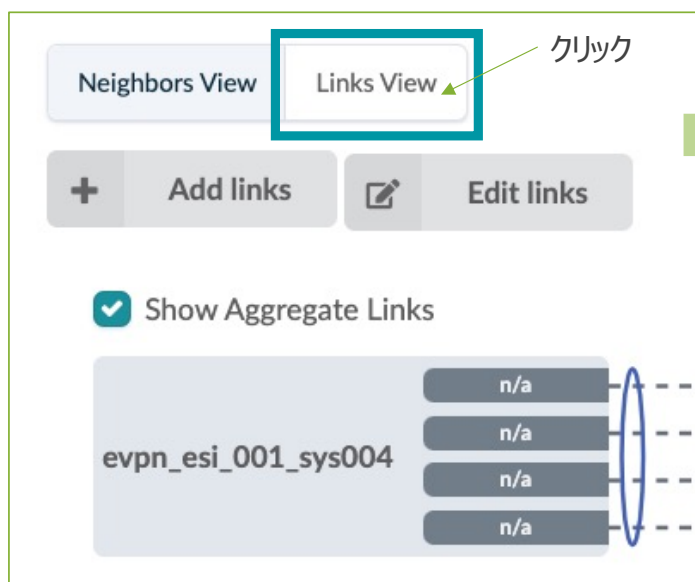 クリック
Neighbors View
Links View
Add links
Edit links
Show Aggregate Links
n/a
n/a
evpn_esi_001_sys004
n/a
n/a